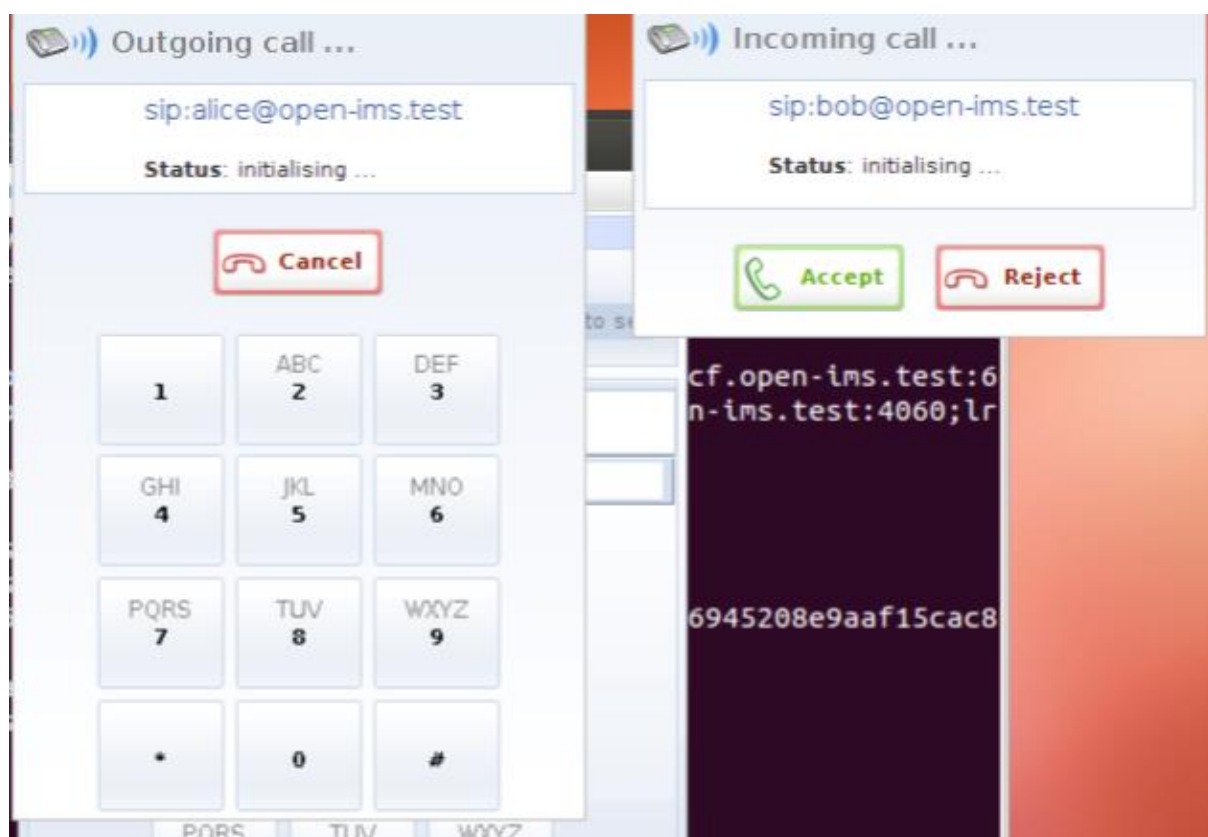 Outgoing call ...
sip:alice@open-ims.test
Status: initialising ...
Cancel
1
ABC
2
DEF
3
GHI
4
JKL
5
MNO
6
PQRS
7
TUV
8
WXYZ
9
*
0
#
PQRS TUV WXYZ
Incoming call ...
sip:bob@open-ims.test
Status: initialising ...
Accept
Reject
to se
cf.open-ims.test:6
n-ims.test:4060;lr
6945208e9aaf15cac8